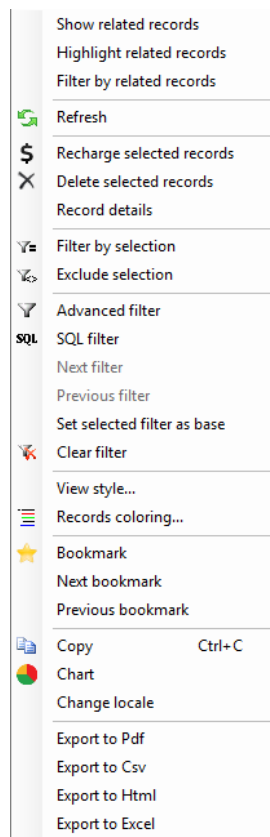 Show related records
Highlight related records
Filter by related records
Refresh
$ Recharge selected records
Delete selected records
Record details
= Filter by selection
<> Exclude selection
Advanced filter
SQL SQL filter
Next filter
Previous filter
Set selected filter as base
Clear filter
View style...
Records coloring...
Bookmark
Next bookmark
Previous bookmark
Copy Ctrl+C
Chart
Change locale
Export to Pdf
Export to Csv
Export to Html
Export to Excel